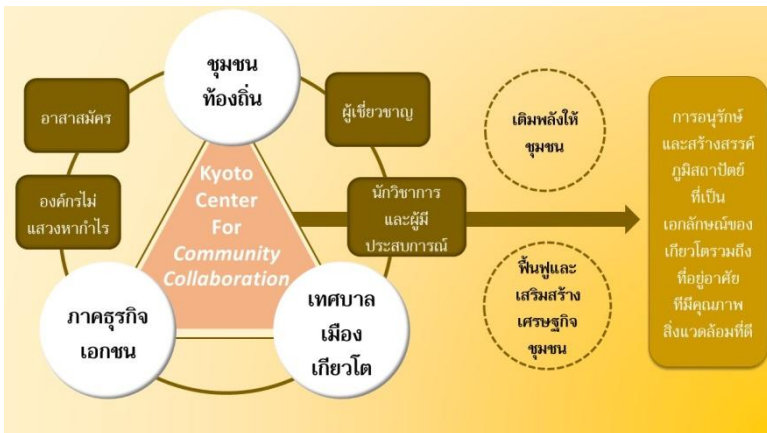 ชุมชน
ท้องถิ่น
อาสาสมัคร
ผู้เชี่ยวชาญ
องค์กรไม่
แสวงหากำไร
Kyoto
Center
For
Community
Collaboration
นักวิชาการ
และผู้มี
ประสบการณ์
ภาคธุรกิจ
เอกชน
เทศบาล
เมือง
เกียวโต
เติมพลังให้
ชุมชน
ฟื้นฟูและ
เสริมสร้าง
เศรษฐกิจ
ชุมชน
การอนุรักษ์
และสร้างสรรค์
ภูมิสถาปัตย์
ที่เป็น
เอกลักษณ์ของ
เกียวโตรวมถึง
ที่อยู่อาศัย
ทีมีคุณภาพ
สิ่งแวดล้อมที่ดี